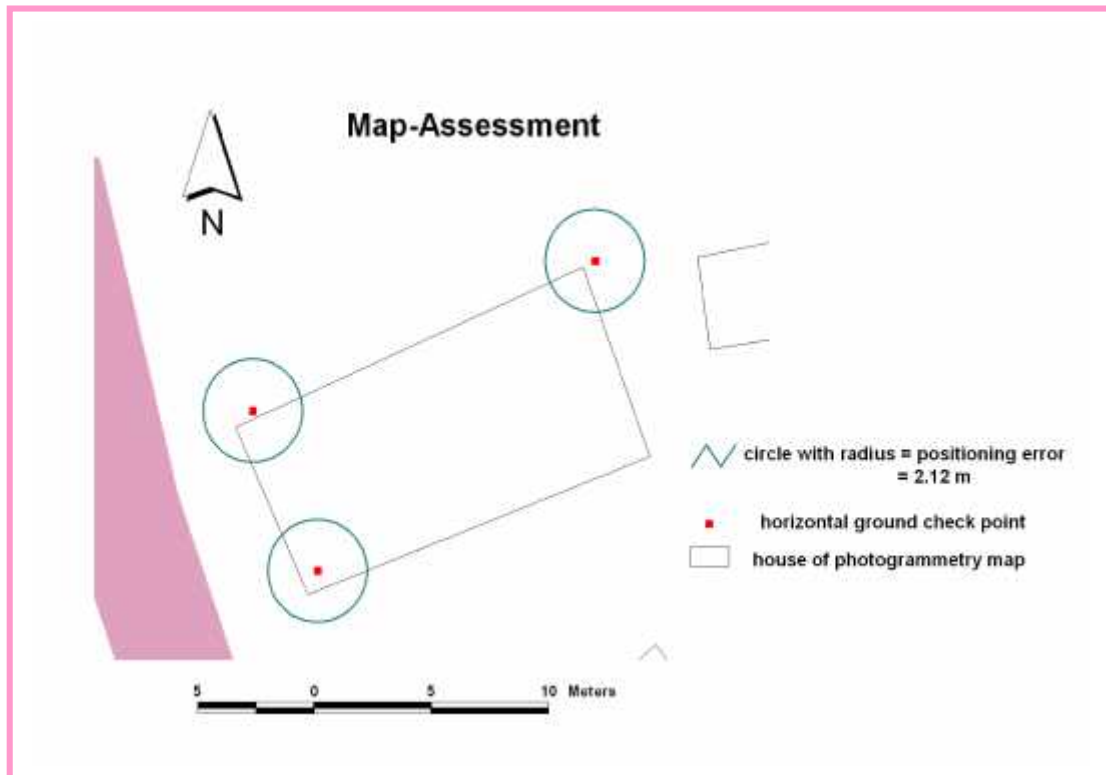 Map-Assessment
N
circle with radius = positioning error
= 2.12 m
horizontal ground check point
house of photogrammetry map
5 0 5 10 Meters